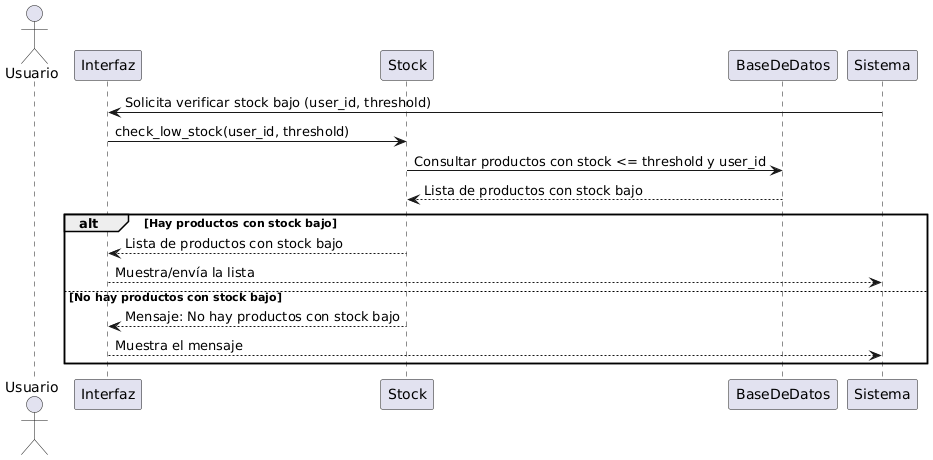 Usuario
Interfaz
Stock
BaseDeDatos
Sistema
Solicita verificar stock bajo (user_id, threshold)
check_low_stock(user_id, threshold)
Consultar productos con stock <= threshold y user_id
Lista de productos con stock bajo
alt
[Hay productos con stock bajo]
Lista de productos con stock bajo
Muestra/envía la lista
[No hay productos con stock bajo]
Mensaje: No hay productos con stock bajo
Muestra el mensaje
Usuario
Interfaz
Stock
BaseDeDatos
Sistema